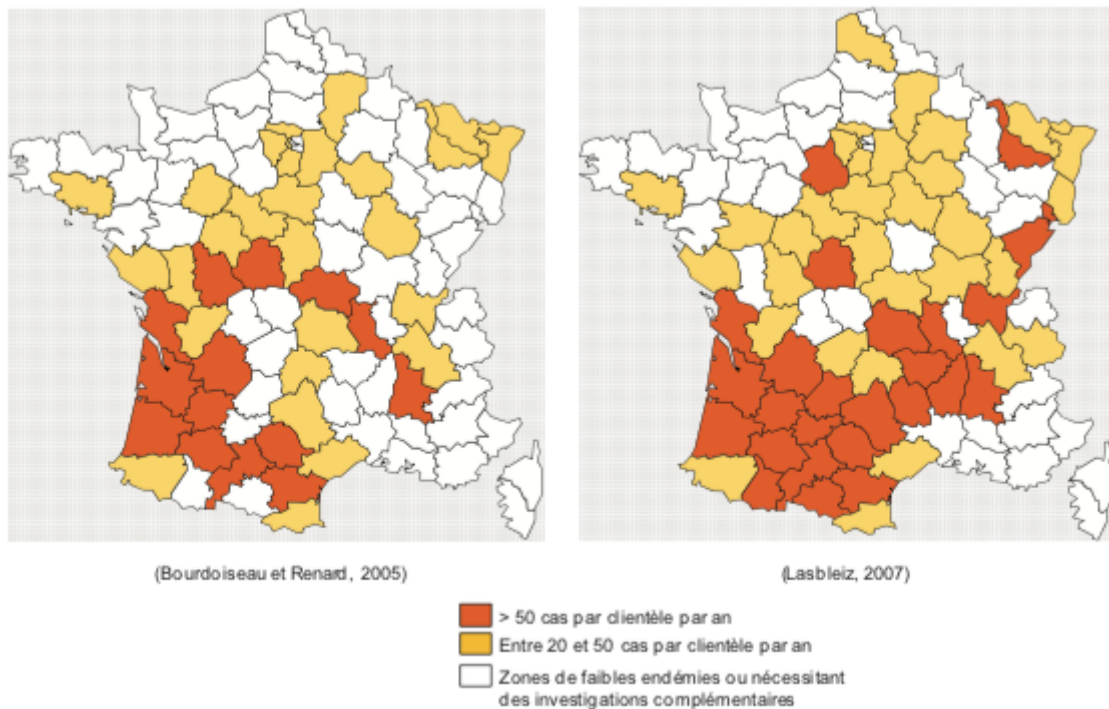 (Bourdoiseau et Renard, 2005)
(Lasbleiz, 2007)
> 50 cas par clientèle par an
Entre 20 et 50 cas par clientèle par an
Zones de faibles endémies ou nécessitant
des investigations complémentaires